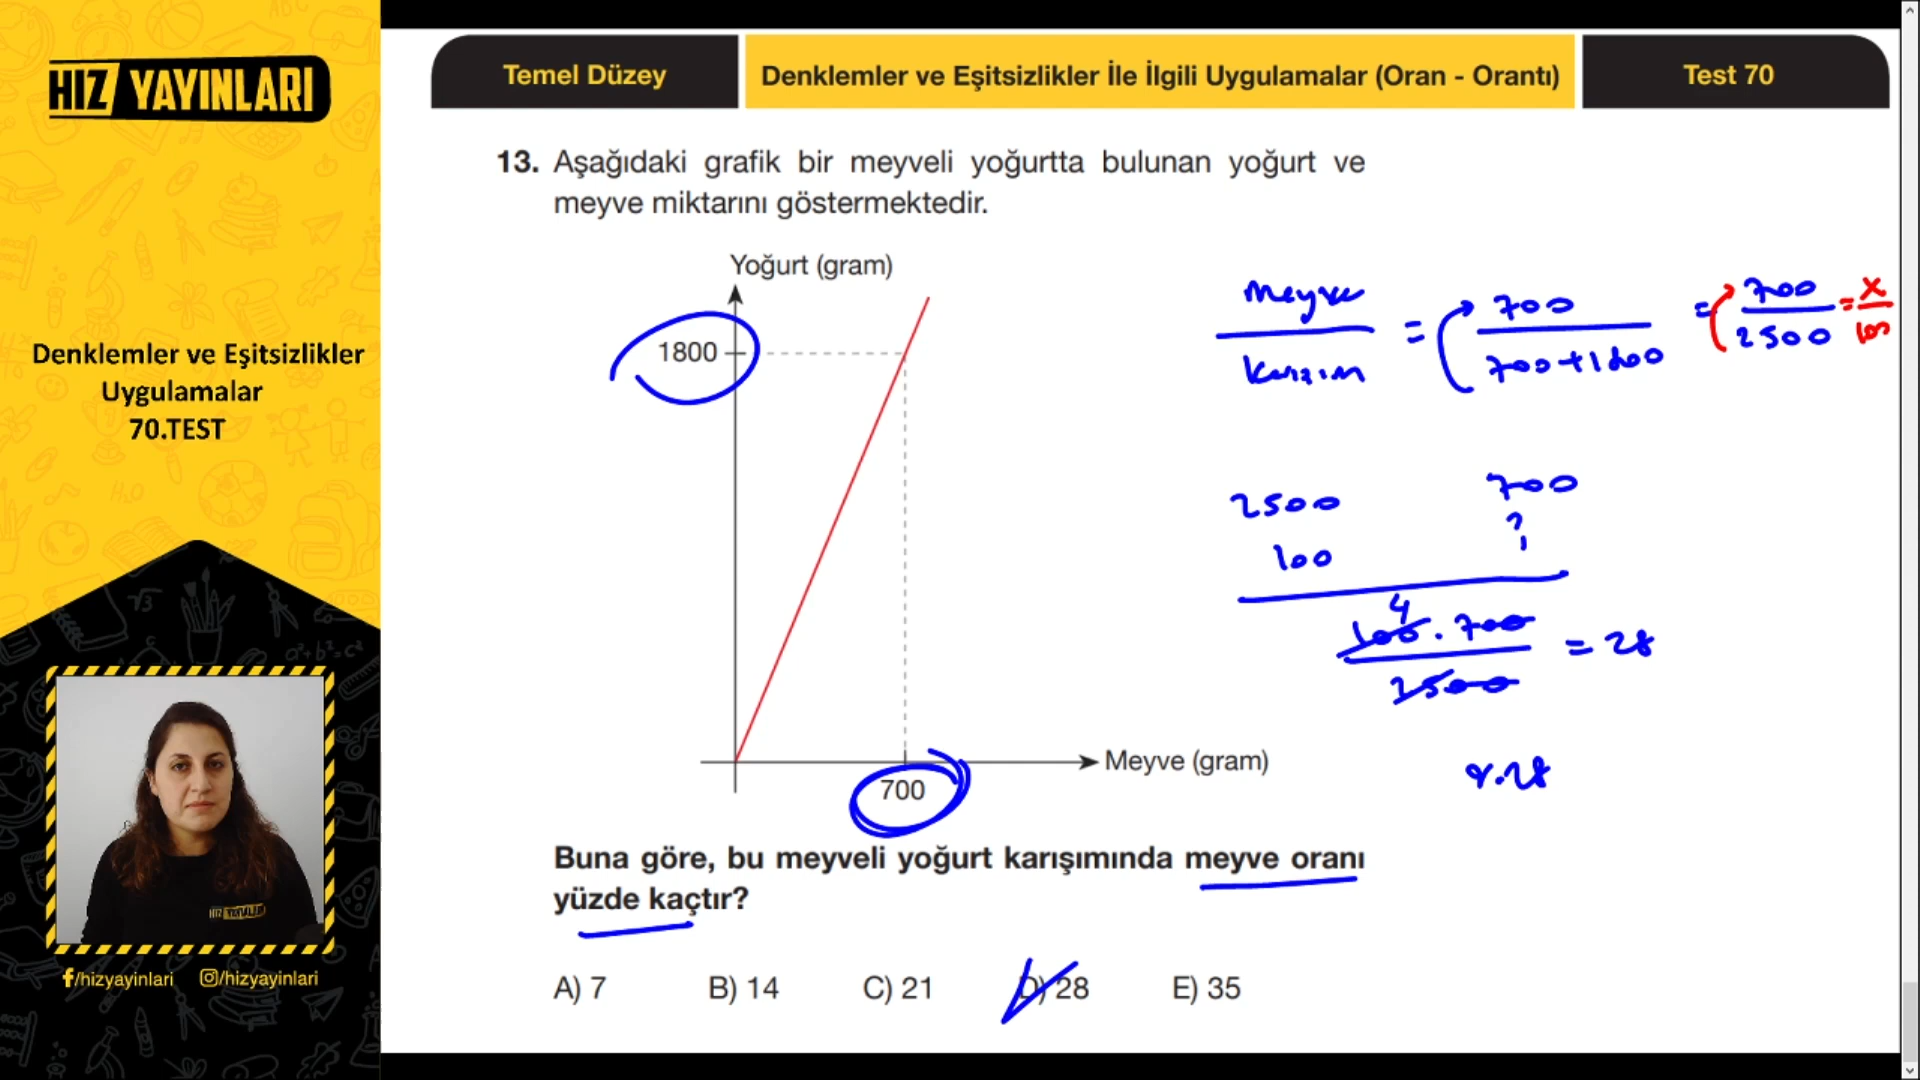 HIZ YAYINLARI
Denklemler ve Eşitsizlikler
Uygulamalar
70.TEST
HIZ YAYINLARI
/hizyayinlari
/hizyayinlari
Temel Düzey
Denklemler ve Eşitsizlikler İle İlgili Uygulamalar (Oran - Orantı)
Test 70
13. Aşağıdaki grafik bir meyveli yoğurtta bulunan yoğurt ve
meyve miktarını göstermektedir.
Yoğurt (gram)
1800
700
Meyve (gram)
Meyve / Karışım = 700 / 700+1800 = 700 / 2500 = x / 100
2500 700
100 ?
4
100 . 700 / 2500 = 28
%28
Buna göre, bu meyveli yoğurt karışımında meyve oranı
yüzde kaçtır?
A) 7 B) 14 C) 21 D) 28 E) 35